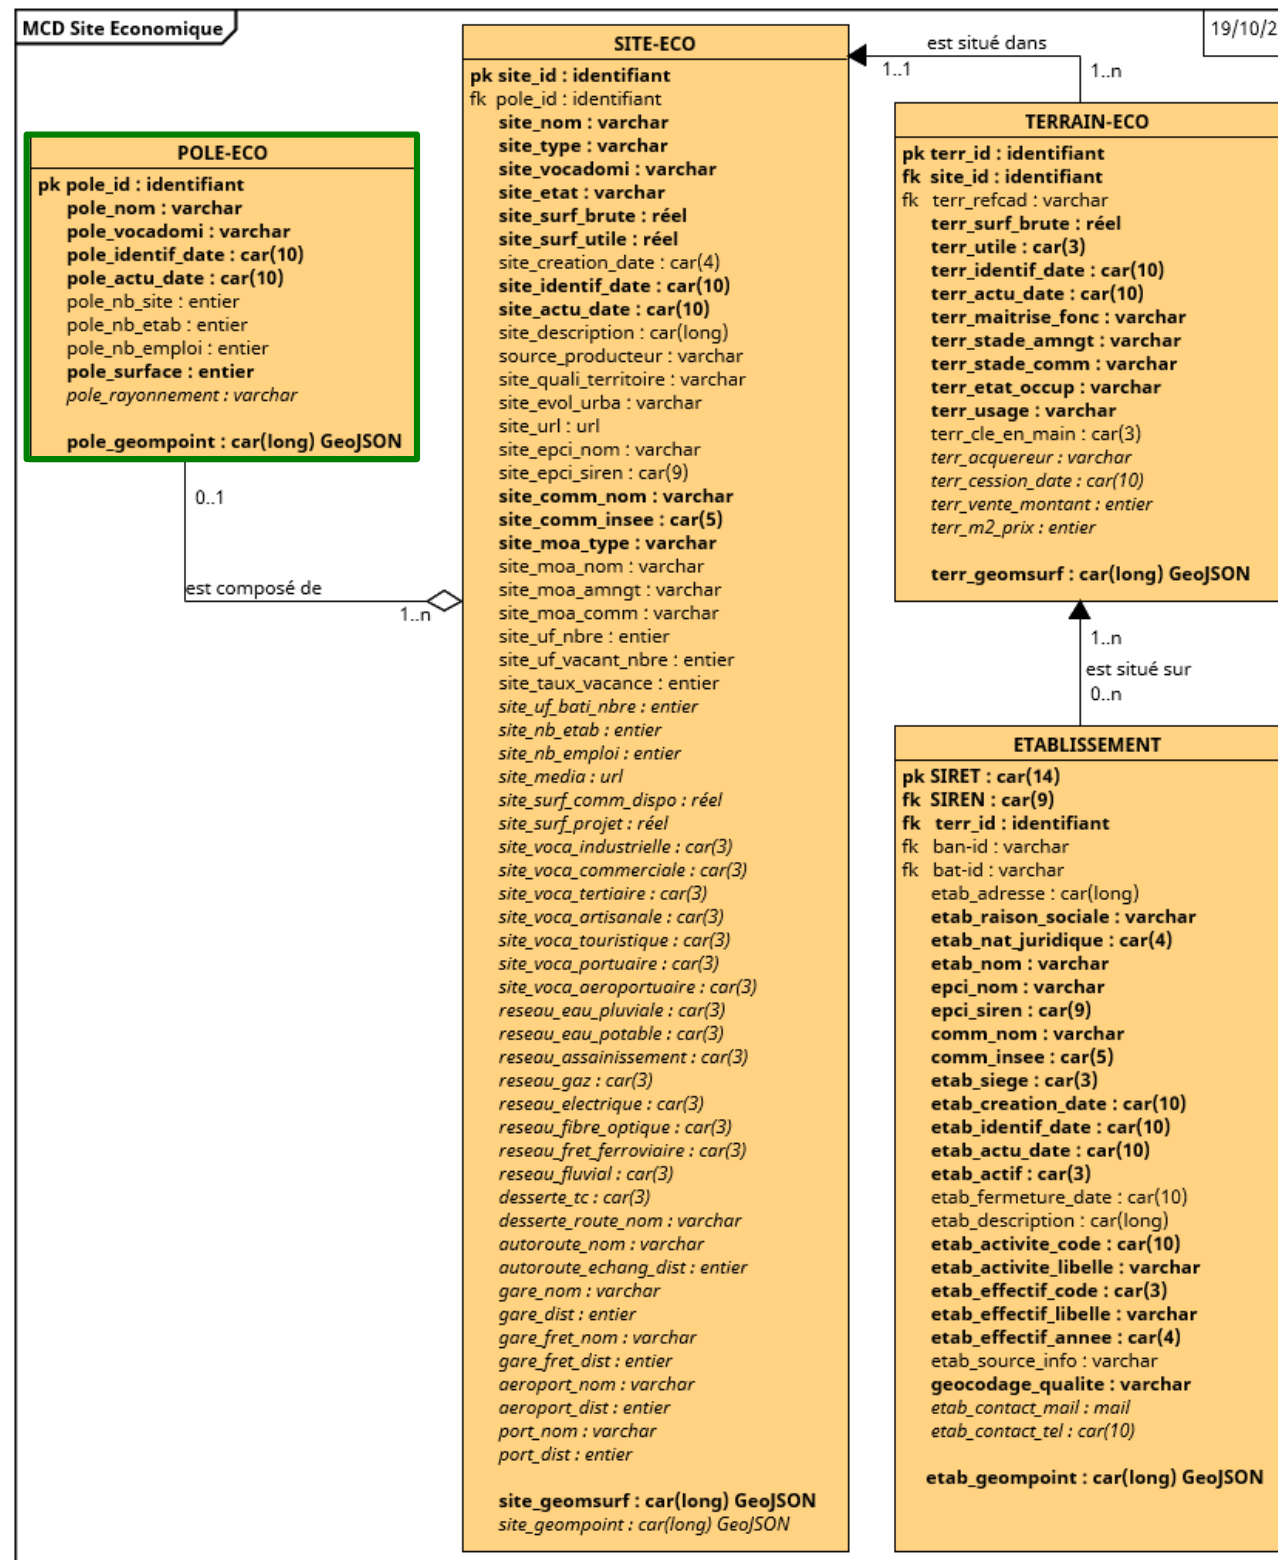 MCD Site Economique
19/10/2
POLE-ECO
pk pole_id : identifiant
pole_nom : varchar
pole_vocadomi : varchar
pole_identif_date : car(10)
pole_actu_date : car(10)
pole_nb_site : entier
pole_nb_etab : entier
pole_nb_emploi : entier
pole_surface : entier
pole_rayonnement : varchar
pole_geompoint : car(long) GeoJSON
0..1
est composé de
1..n
SITE-ECO
pk site_id : identifiant
fk pole_id : identifiant
site_nom : varchar
site_type : varchar
site_vocadomi : varchar
site_etat : varchar
site_surf_brute : réel
site_surf_utile : réel
site_creation_date : car(4)
site_identif_date : car(10)
site_actu_date : car(10)
site_description : car(long)
source_producteur : varchar
site_quali_territoire : varchar
site_evol_urba : varchar
site_url : url
site_epci_nom : varchar
site_epci_siren : car(9)
site_comm_nom : varchar
site_comm_insee : car(5)
site_moa_type : varchar
site_moa_nom : varchar
site_moa_amngt : varchar
site_moa_comm : varchar
site_uf_nbre : entier
site_uf_vacant_nbre : entier
site_taux_vacance : entier
site_uf_bati_nbre : entier
site_nb_etab : entier
site_nb_emploi : entier
site_media : url
site_surf_comm_dispo : réel
site_surf_projet : réel
site_voca_industrielle : car(3)
site_voca_commerciale : car(3)
site_voca_tertiaire : car(3)
site_voca_artisanale : car(3)
site_voca_touristique : car(3)
site_voca_portuaire : car(3)
site_voca_aeroportuaire : car(3)
reseau_eau_pluviale : car(3)
reseau_eau_potable : car(3)
reseau_assainissement : car(3)
reseau_gaz : car(3)
reseau_electrique : car(3)
reseau_fibre_optique : car(3)
reseau_fret_ferroviaire : car(3)
reseau_fluvial : car(3)
desserte_tc : car(3)
desserte_route_nom : varchar
autoroute_nom : varchar
autoroute_echang_dist : entier
gare_nom : varchar
gare_dist : entier
gare_fret_nom : varchar
gare_fret_dist : entier
aeroport_nom : varchar
aeroport_dist : entier
port_nom : varchar
port_dist : entier
site_geomsurf : car(long) GeoJSON
site_geompoint : car(long) GeoJSON
est situé dans
1..1
1..n
TERRAIN-ECO
pk terr_id : identifiant
fk site_id : identifiant
fk terr_refcad : varchar
terr_surf_brute : réel
terr_utile : car(3)
terr_identif_date : car(10)
terr_actu_date : car(10)
terr_maitrise_fonc : varchar
terr_stade_amngt : varchar
terr_stade_comm : varchar
terr_etat_occup : varchar
terr_usage : varchar
terr_cle_en_main : car(3)
terr_acquereur : varchar
terr_cession_date : car(10)
terr_vente_montant : entier
terr_m2_prix : entier
terr_geomsurf : car(long) GeoJSON
1..n
est situé sur
0..n
ETABLISSEMENT
pk SIRET : car(14)
fk SIREN : car(9)
fk terr_id : identifiant
fk ban-id : varchar
fk bat-id : varchar
etab_adresse : car(long)
etab_raison_sociale : varchar
etab_nat_juridique : car(4)
etab_nom : varchar
epci_nom : varchar
epci_siren : car(9)
comm_nom : varchar
comm_insee : car(5)
etab_siege : car(3)
etab_creation_date : car(10)
etab_identif_date : car(10)
etab_actu_date : car(10)
etab_actif : car(3)
etab_fermeture_date : car(10)
etab_description : car(long)
etab_activite_code : car(10)
etab_activite_libelle : varchar
etab_effectif_code : car(3)
etab_effectif_libelle : varchar
etab_effectif_annee : car(4)
etab_source_info : varchar
geocodage_qualite : varchar
etab_contact_mail : mail
etab_contact_tel : car(10)
etab_geompoint : car(long) GeoJSON